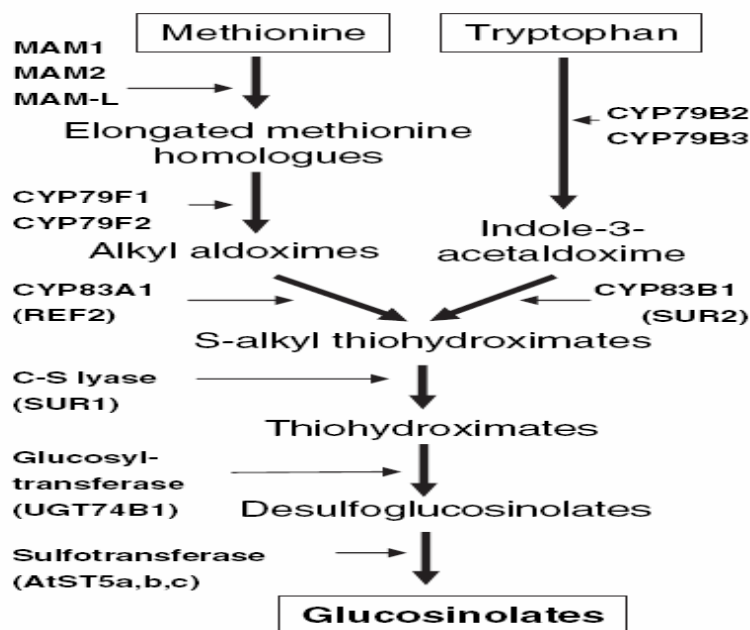 MAM1
MAM2
MAM-L
Methionine
Tryptophan
CYP79B2
CYP79B3
Elongated methionine
homologues
CYP79F1
CYP79F2
Alkyl aldoximes
Indole-3-
acetaldoxime
CYP83A1
(REF2)
CYP83B1
(SUR2)
S-alkyl thiohydroximates
C-S lyase
(SUR1)
Thiohydroximates
Glucosyl-
transferase
(UGT74B1)
Desulfoglucosinolates
Sulfotransferase
(AtST5a,b,c)
Glucosinolates